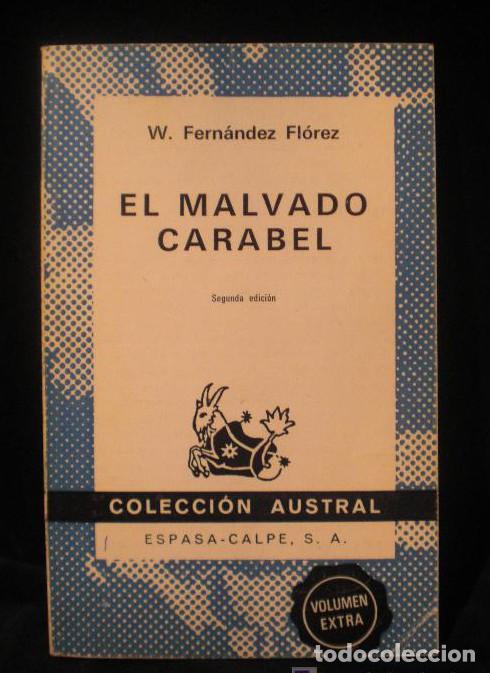 W. Fernández Flórez
EL MALVADO
CARABEL
Segunda edición
COLECCIÓN AUSTRAL
ESPASA-CALPE, S. A.
VOLUMEN
EXTRA
todocoleccion